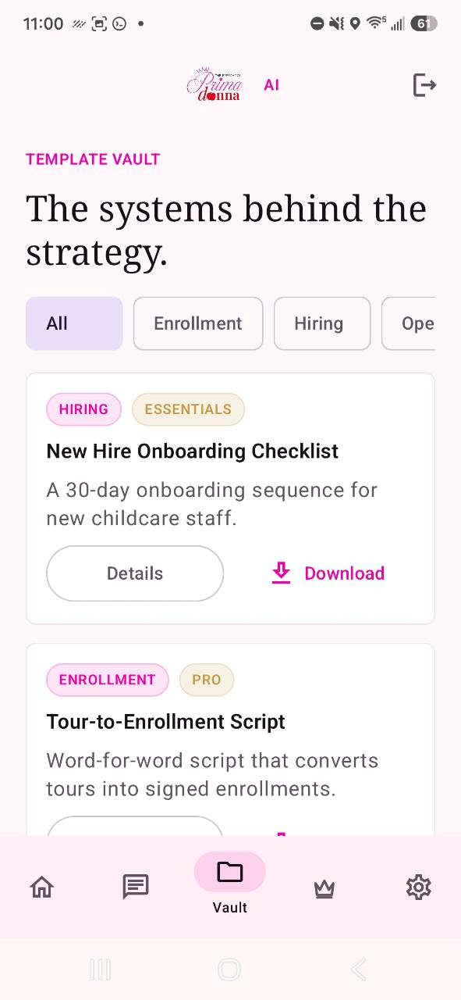 11:00
61
THE PRESCHOOL
Prima
donna
AI
TEMPLATE VAULT
The systems behind the
strategy.
All
Enrollment
Hiring
Ope
HIRING
ESSENTIALS
New Hire Onboarding Checklist
A 30-day onboarding sequence for
new childcare staff.
Details
Download
ENROLLMENT
PRO
Tour-to-Enrollment Script
Word-for-word script that converts
tours into signed enrollments.
Vault